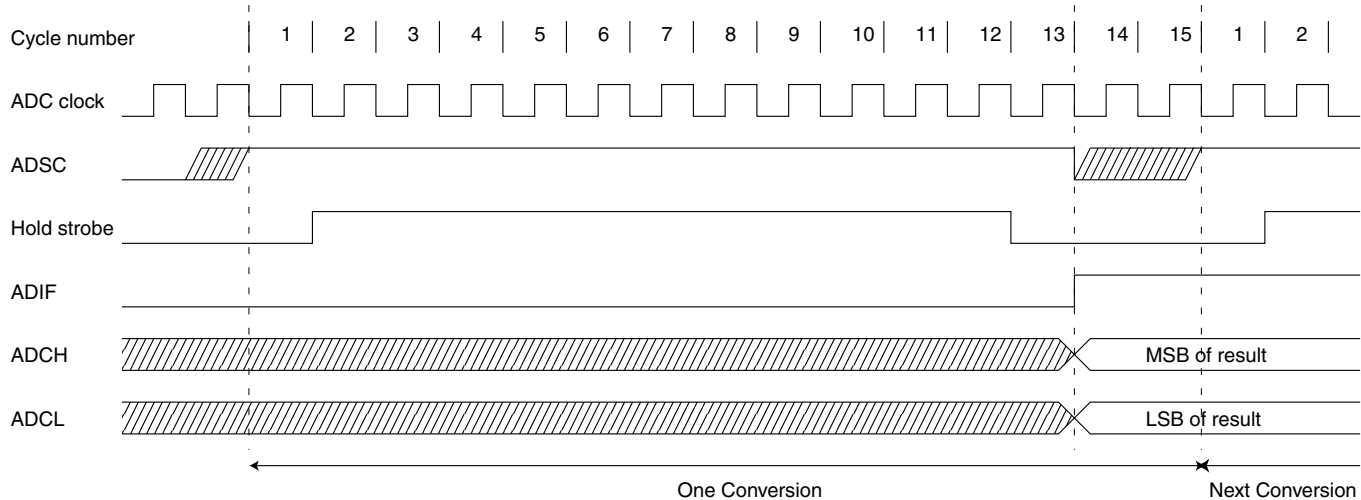 Cycle number 1 2 3 4 5 6 7 8 9 10 11 12 13 14 15 1 2
ADC clock
ADSC
Hold strobe
ADIF
ADCH MSB of result
ADCL LSB of result
One Conversion Next Conversion